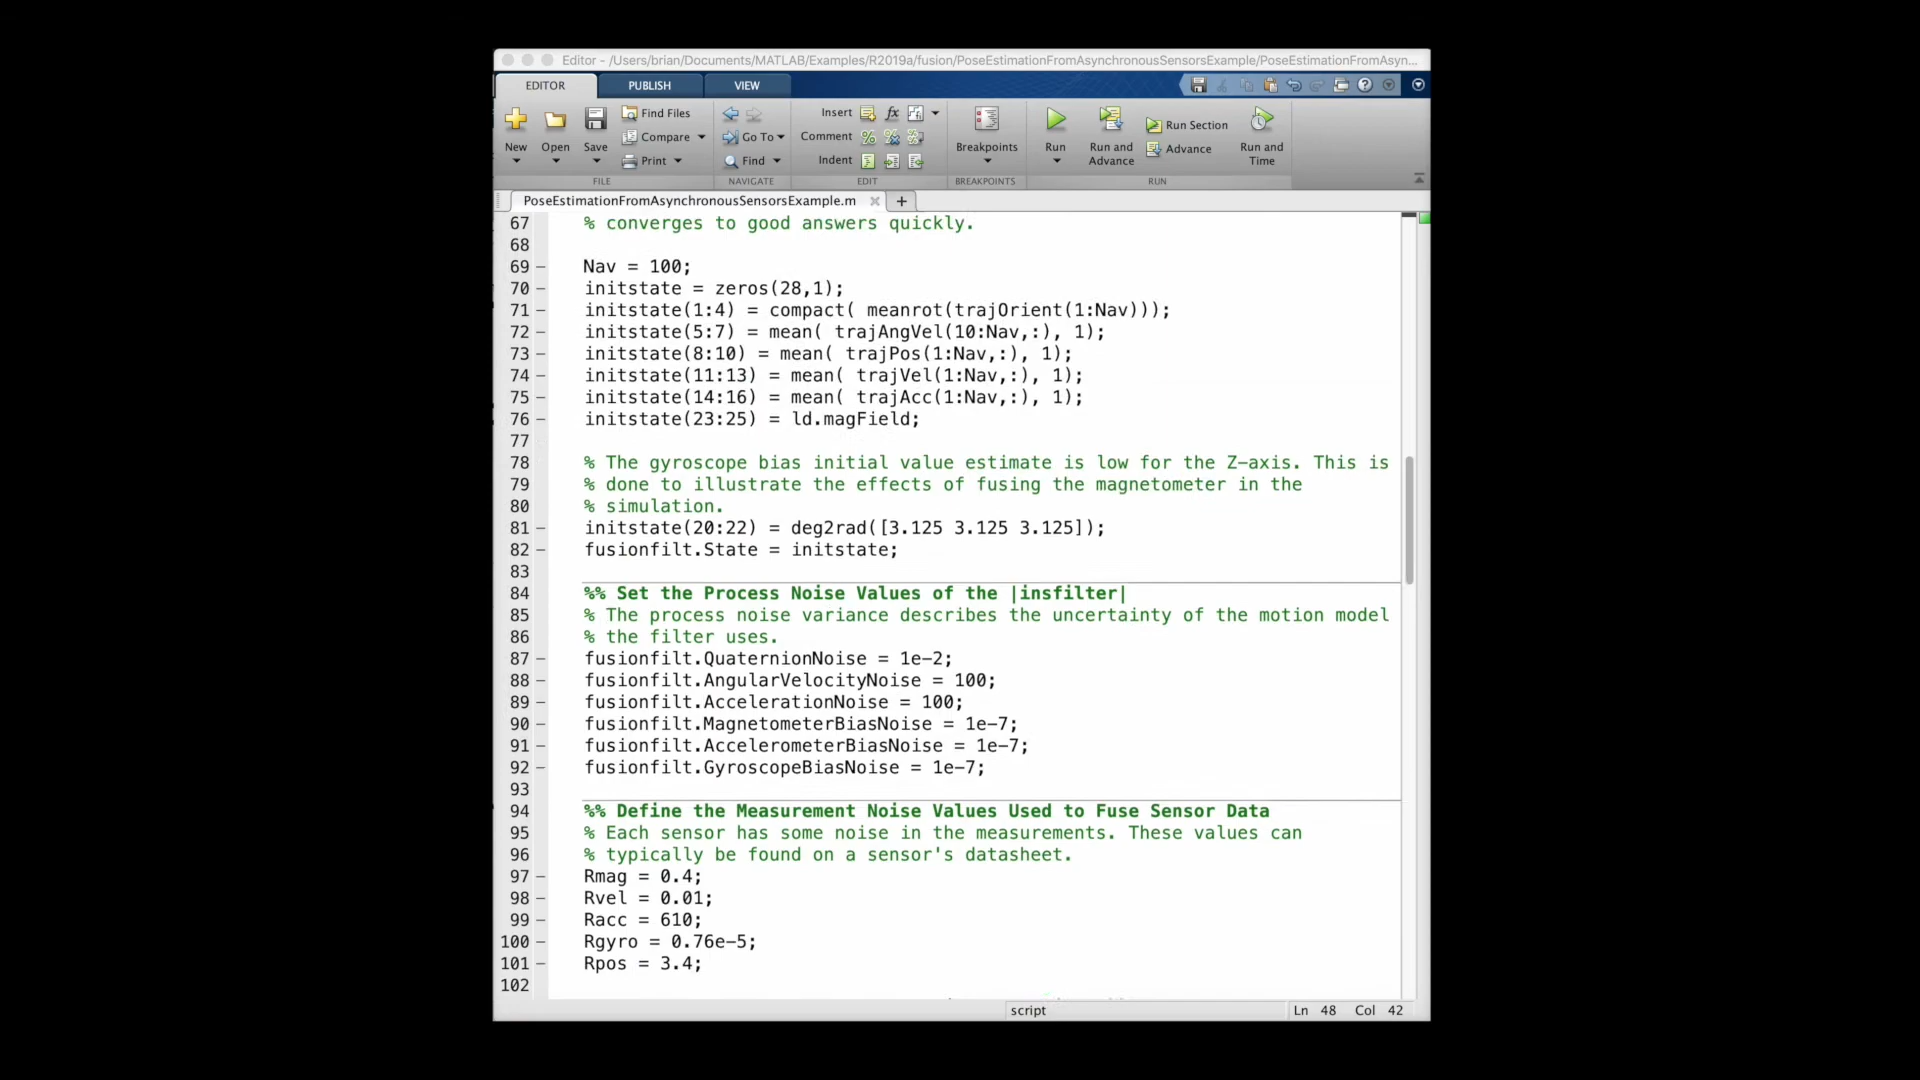 Editor - /Users/brian/Documents/MATLAB/Examples/R2019a/fusion/PoseEstimationFromAsynchronousSensorsExample/PoseEstimationFromAsyn...
EDITOR PUBLISH VIEW
New Open Save Find Files Compare Print
Go To Find
Insert fx
Comment
Indent
Breakpoints
Run Run and Advance Run Section Advance Run and Time
FILE NAVIGATE EDIT BREAKPOINTS RUN
PoseEstimationFromAsynchronousSensorsExample.m
67 % converges to good answers quickly.
68
69 – Nav = 100;
70 – initstate = zeros(28,1);
71 – initstate(1:4) = compact( meanrot(trajOrient(1:Nav)));
72 – initstate(5:7) = mean( trajAngVel(10:Nav,:), 1);
73 – initstate(8:10) = mean( trajPos(1:Nav,:), 1);
74 – initstate(11:13) = mean( trajVel(1:Nav,:), 1);
75 – initstate(14:16) = mean( trajAcc(1:Nav,:), 1);
76 – initstate(23:25) = ld.magField;
77
78 % The gyroscope bias initial value estimate is low for the Z-axis. This is
79 % done to illustrate the effects of fusing the magnetometer in the
80 % simulation.
81 – initstate(20:22) = deg2rad([3.125 3.125 3.125]);
82 – fusionfilt.State = initstate;
83
84 %% Set the Process Noise Values of the |insfilter|
85 % The process noise variance describes the uncertainty of the motion model
86 % the filter uses.
87 – fusionfilt.QuaternionNoise = 1e-2;
88 – fusionfilt.AngularVelocityNoise = 100;
89 – fusionfilt.AccelerationNoise = 100;
90 – fusionfilt.MagnetometerBiasNoise = 1e-7;
91 – fusionfilt.AccelerometerBiasNoise = 1e-7;
92 – fusionfilt.GyroscopeBiasNoise = 1e-7;
93
94 %% Define the Measurement Noise Values Used to Fuse Sensor Data
95 % Each sensor has some noise in the measurements. These values can
96 % typically be found on a sensor's datasheet.
97 – Rmag = 0.4;
98 – Rvel = 0.01;
99 – Racc = 610;
100 – Rgyro = 0.76e-5;
101 – Rpos = 3.4;
102
script Ln 48 Col 42